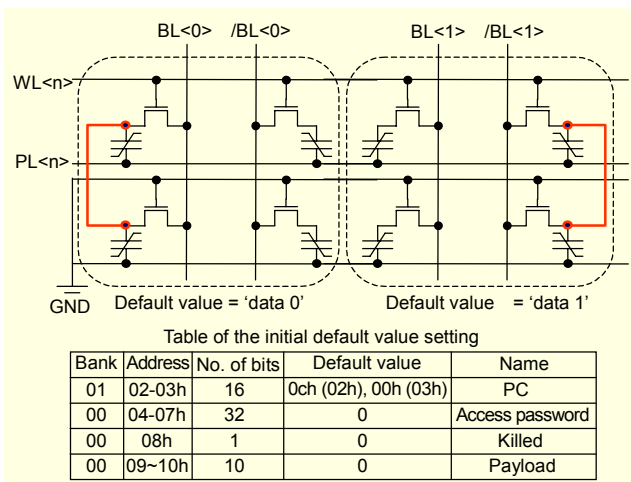 BL<0> /BL<0> BL<1> /BL<1>
WL<n>
PL<n>
GND Default value = 'data 0' Default value = 'data 1'
Table of the initial default value setting
Bank Address No. of bits Default value Name
01 02-03h 16 0ch (02h), 00h (03h) PC
00 04-07h 32 0 Access password
00 08h 1 0 Killed
00 09~10h 10 0 Payload